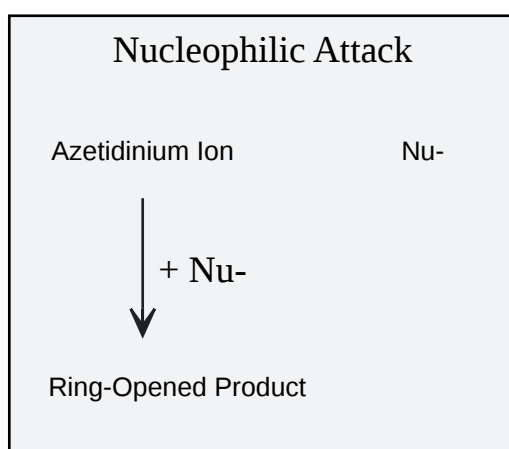 Nucleophilic Attack
Azetidinium Ion
Nu-
+ Nu-
Ring-Opened Product